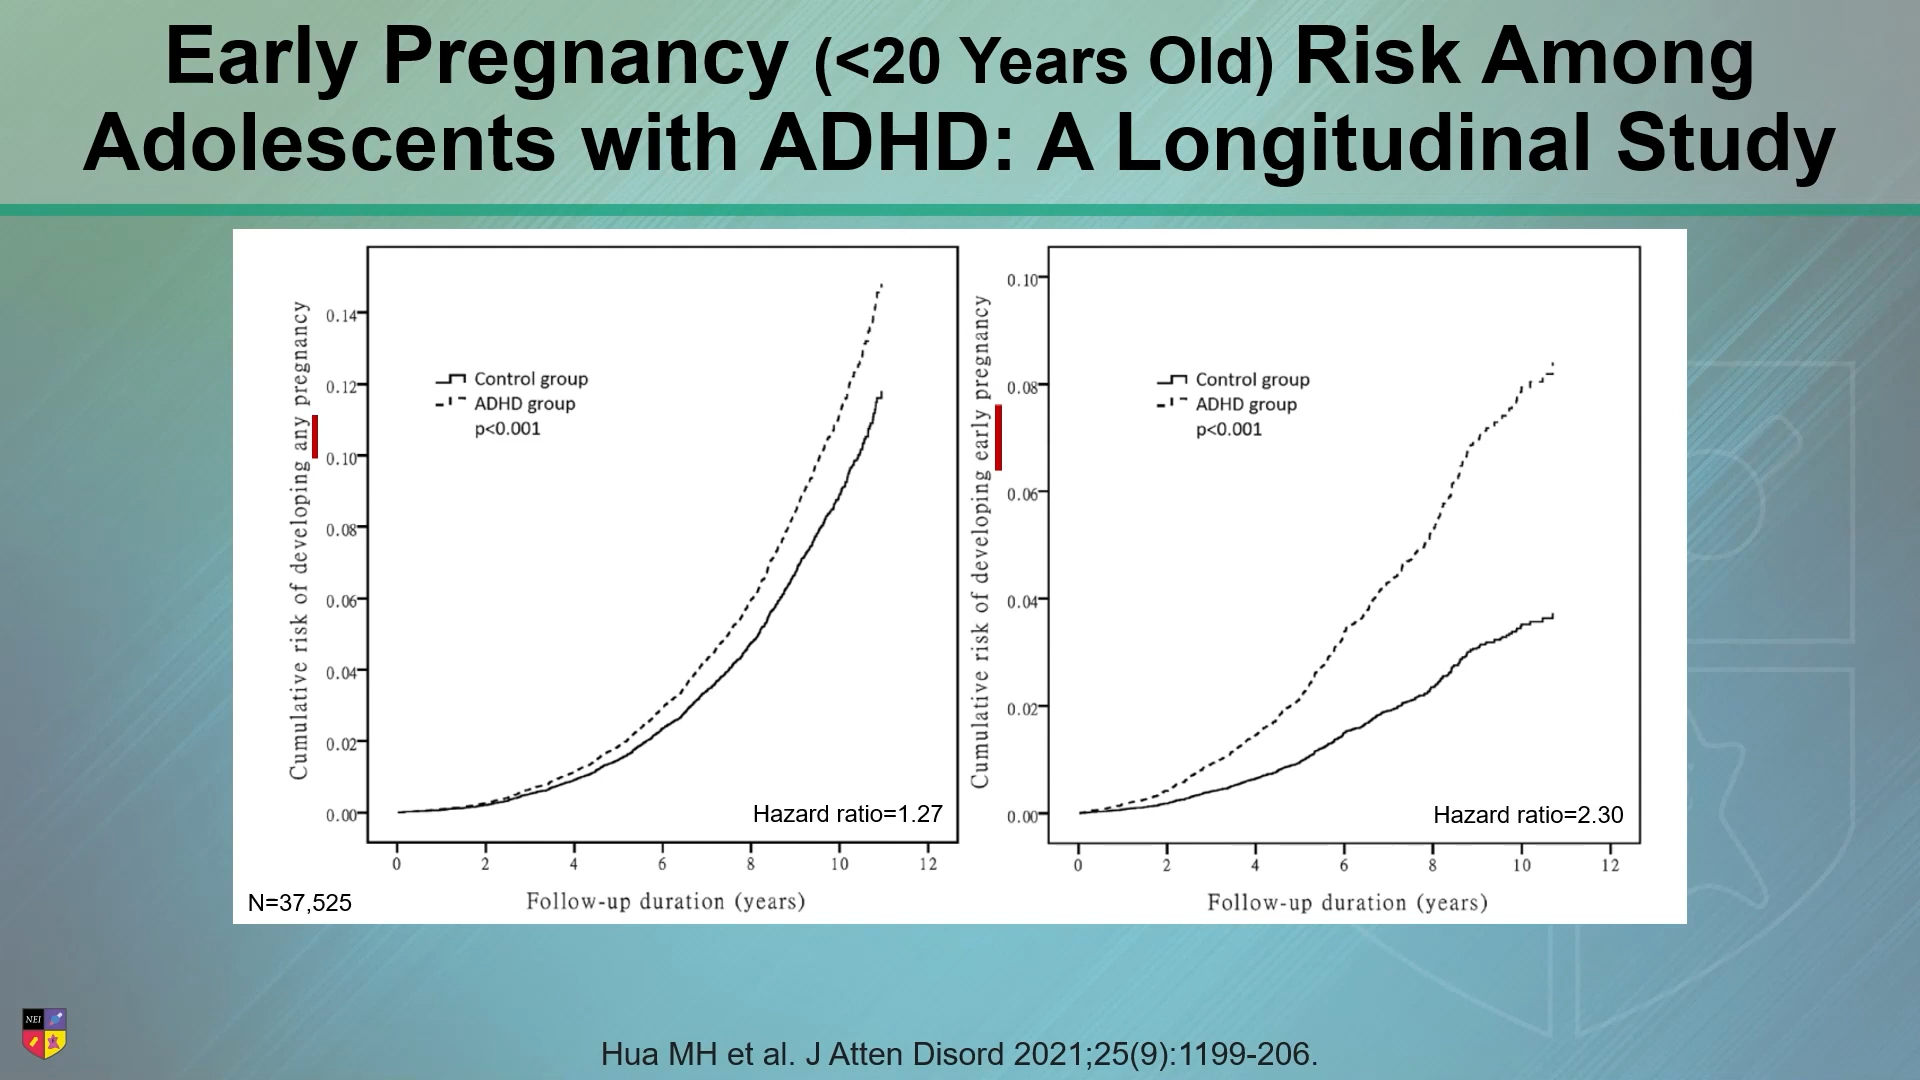 Early Pregnancy (<20 Years Old) Risk Among
Adolescents with ADHD: A Longitudinal Study
Cumulative risk of developing any pregnancy
0.14
0.12
0.10
0.08
0.06
0.04
0.02
0.00
Control group
ADHD group
p<0.001
Hazard ratio=1.27
0 2 4 6 8 10 12
Follow-up duration (years)
N=37,525
Cumulative risk of developing early pregnancy
0.10
0.08
0.06
0.04
0.02
0.00
Control group
ADHD group
p<0.001
Hazard ratio=2.30
0 2 4 6 8 10 12
Follow-up duration (years)
NEI
Hua MH et al. J Atten Disord 2021;25(9):1199-206.